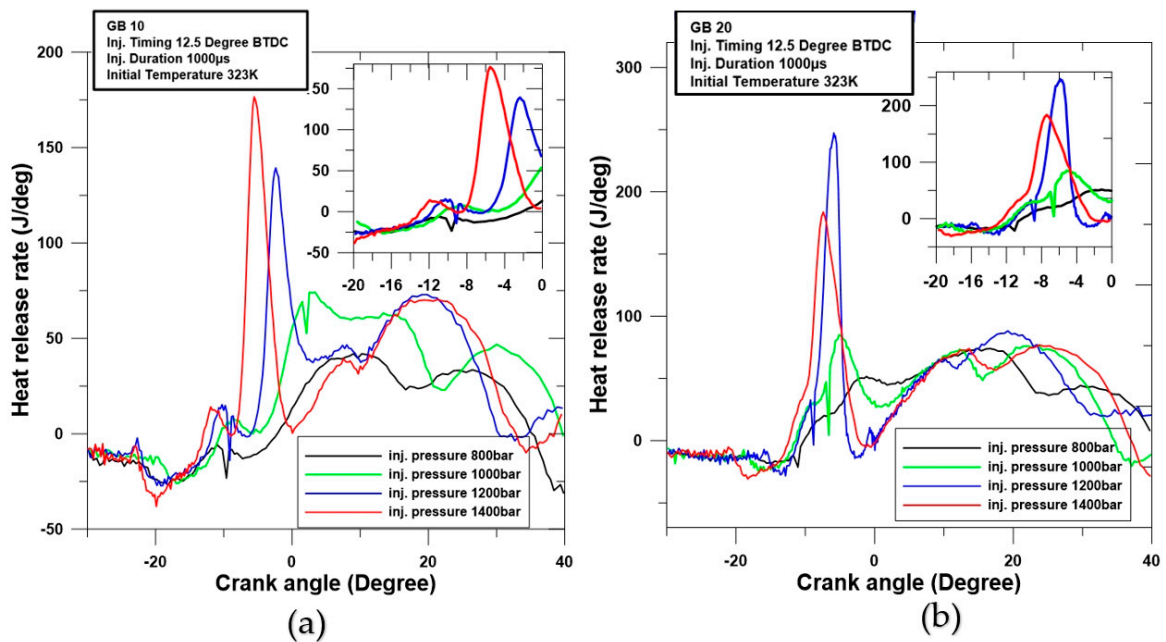 GB 10
Inj. Timing 12.5 Degree BTDC
Inj. Duration 1000µs
Initial Temperature 323K
200
150
100
50
0
-50
Heat release rate (J/deg)
150
100
50
0
-50
-20 -16 -12 -8 -4 0
inj. pressure 800bar
inj. pressure 1000bar
inj. pressure 1200bar
inj. pressure 1400bar
-20 0 20 40
Crank angle (Degree)
(a)
GB 20
Inj. Timing 12.5 Degree BTDC
Inj. Duration 1000µs
Initial Temperature 323K
300
200
100
0
Heat release rate (J/deg)
200
100
0
-20 -16 -12 -8 -4 0
inj. pressure 800bar
inj. pressure 1000bar
inj. pressure 1200bar
inj. pressure 1400bar
-20 0 20 40
Crank angle (Degree)
(b)